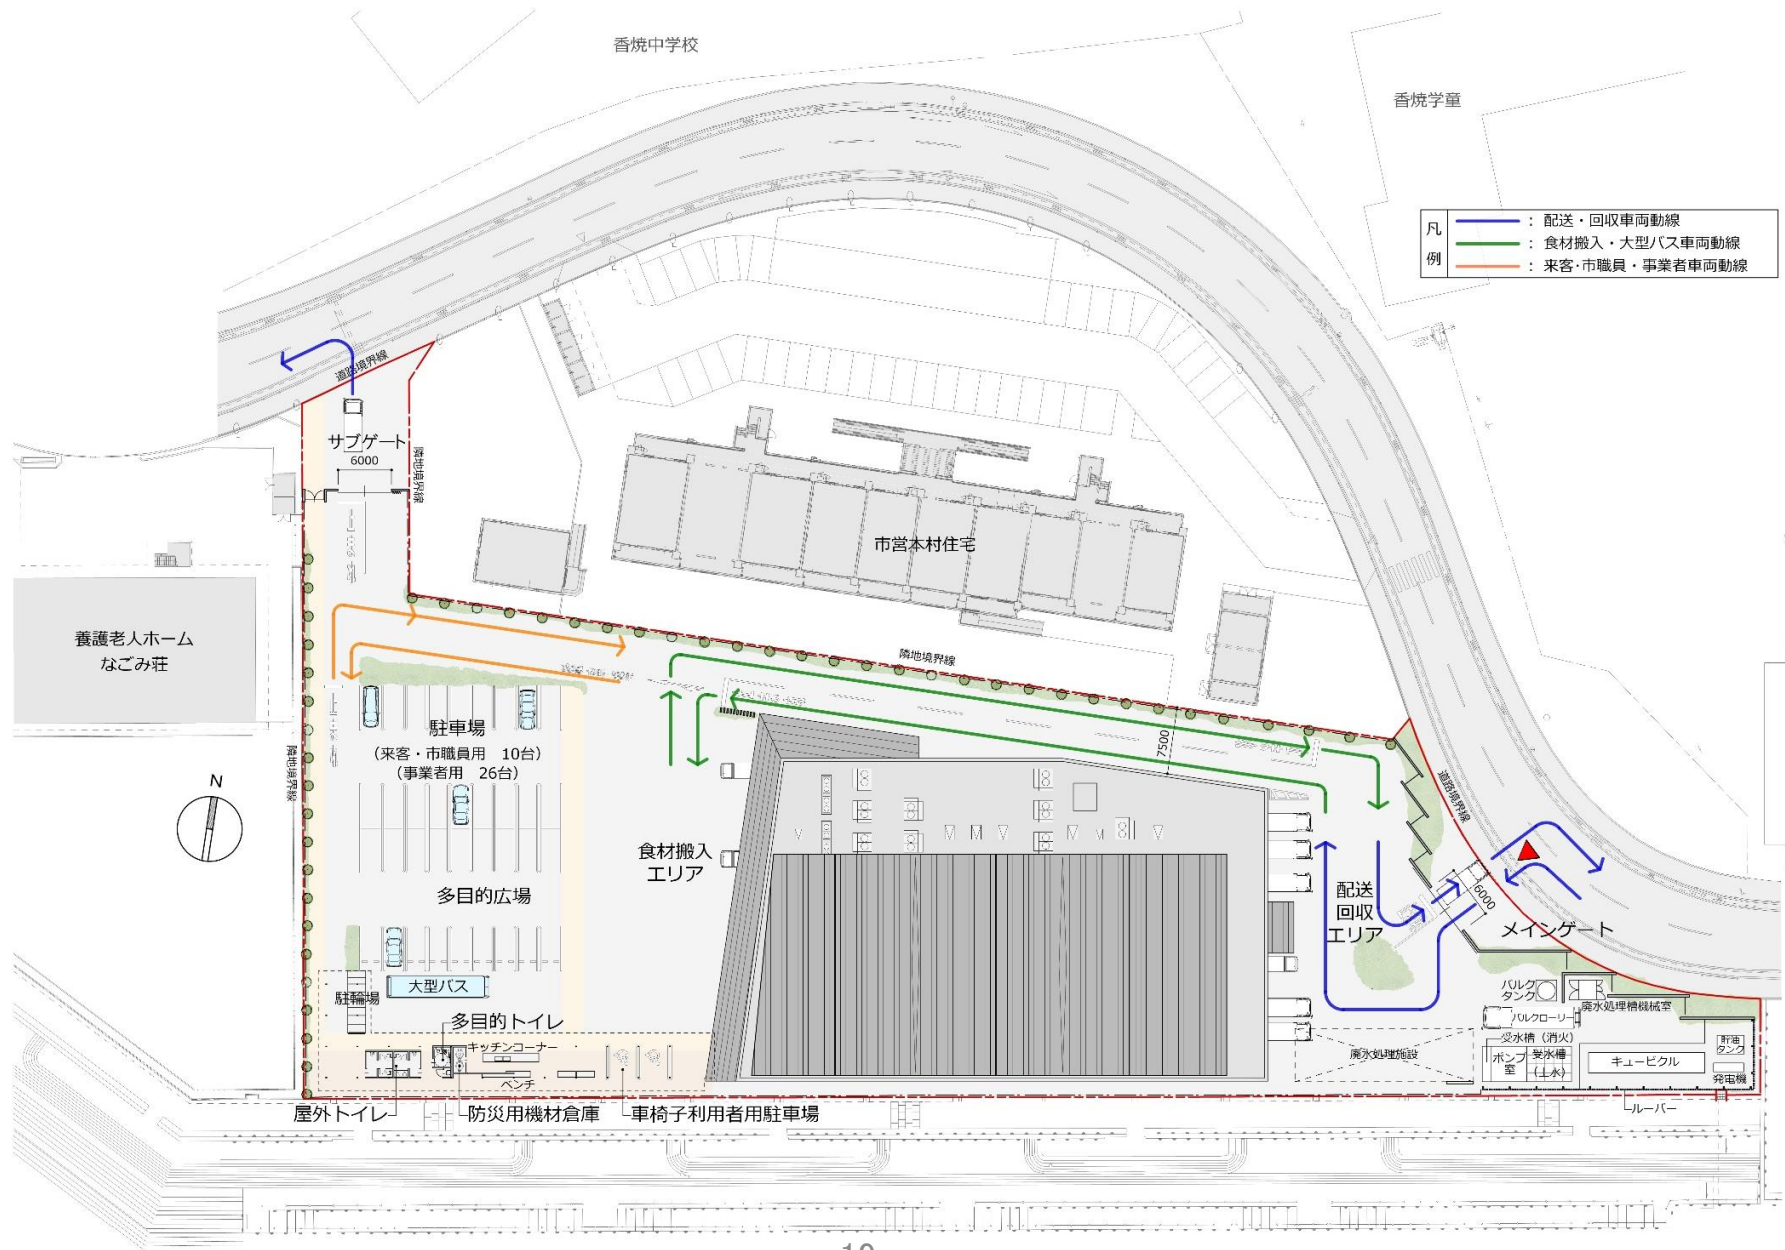 香焼中学校
香焼学童
凡例
：配送・回収車両動線
：食材搬入・大型バス車両動線
：来客・市職員・事業者車両動線
道路境界線
サブゲート
6000
隣地境界線
市営本村住宅
養護老人ホーム
なごみ荘
隣地境界線
隣地境界線
駐車場
（来客・市職員用　10台）
（事業者用　26台）
7500
道路境界線
N
食材搬入
エリア
多目的広場
配送
回収
エリア
6000
メインゲート
大型バス
駐輪場
多目的トイレ
キッチンコーナー
ベンチ
バルク
タンク
廃水処理槽機械室
バルクローリー
受水槽（消火）
ポンプ
室
受水槽
（上水）
キュービクル
貯油
タンク
発電機
廃水処理施設
ルーバー
屋外トイレ
防災用機材倉庫
車椅子利用者用駐車場